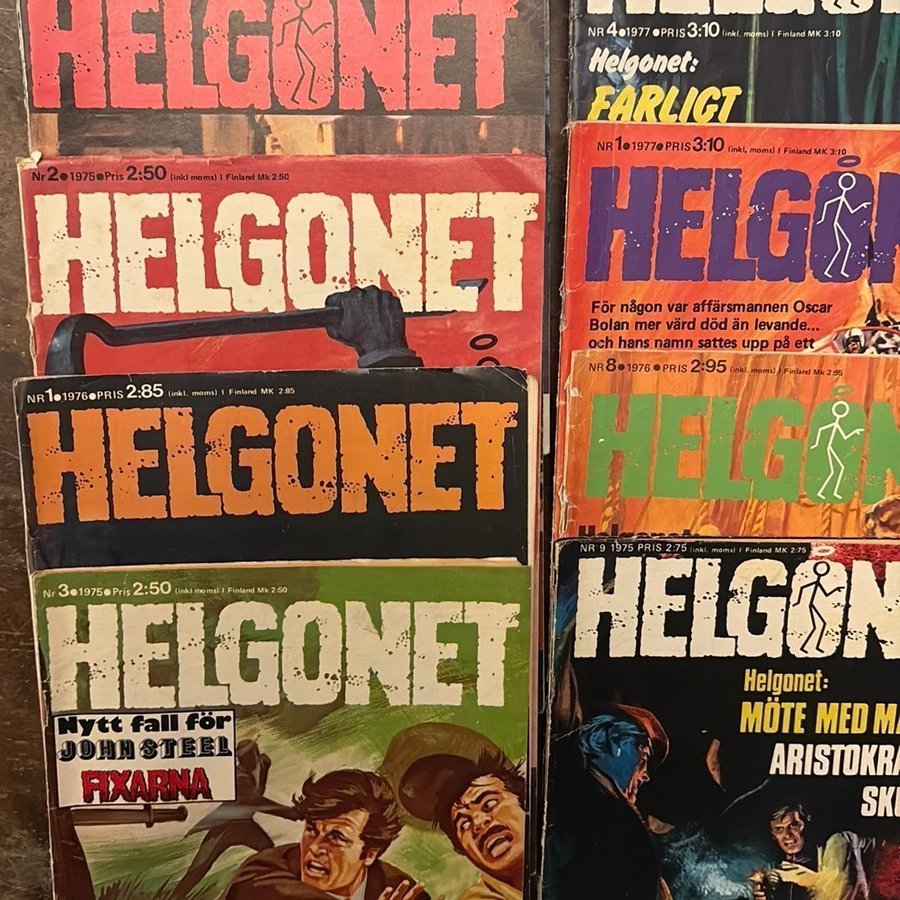 HELGONET
Nr 2 • 1975 • Pris 2:50 (inkl moms) I Finland Mk 2:50
HELGONET
NR 1 • 1976 • PRIS 2:85 (inkl. moms) I Finland MK 2:85
HELGONET
Nr 3 • 1975 • Pris 2:50 (inkl moms) I Finland Mk 2:50
HELGONET
Nytt fall för
JOHN STEEL
FIXARNA
NR 4 • 1977 • PRIS 3:10 (inkl. moms) I Finland MK 3:10
Helgonet:
FARLIGT
NR 1 • 1977 • PRIS 3:10 (inkl. moms) I Finland MK 3:10
HELGON
För någon var affärsmannen Oscar
Bolan mer värd död än levande...
och hans namn sattes upp på ett
NR 8 • 1976 • PRIS 2:95 (inkl. moms) I Finland Mk 2:95
HELGON
NR 9 1975 PRIS 2:75 (inkl. moms) I Finland MK 2:75
HELGON
Helgonet:
MÖTE MED MA
ARISTOKRA
SK